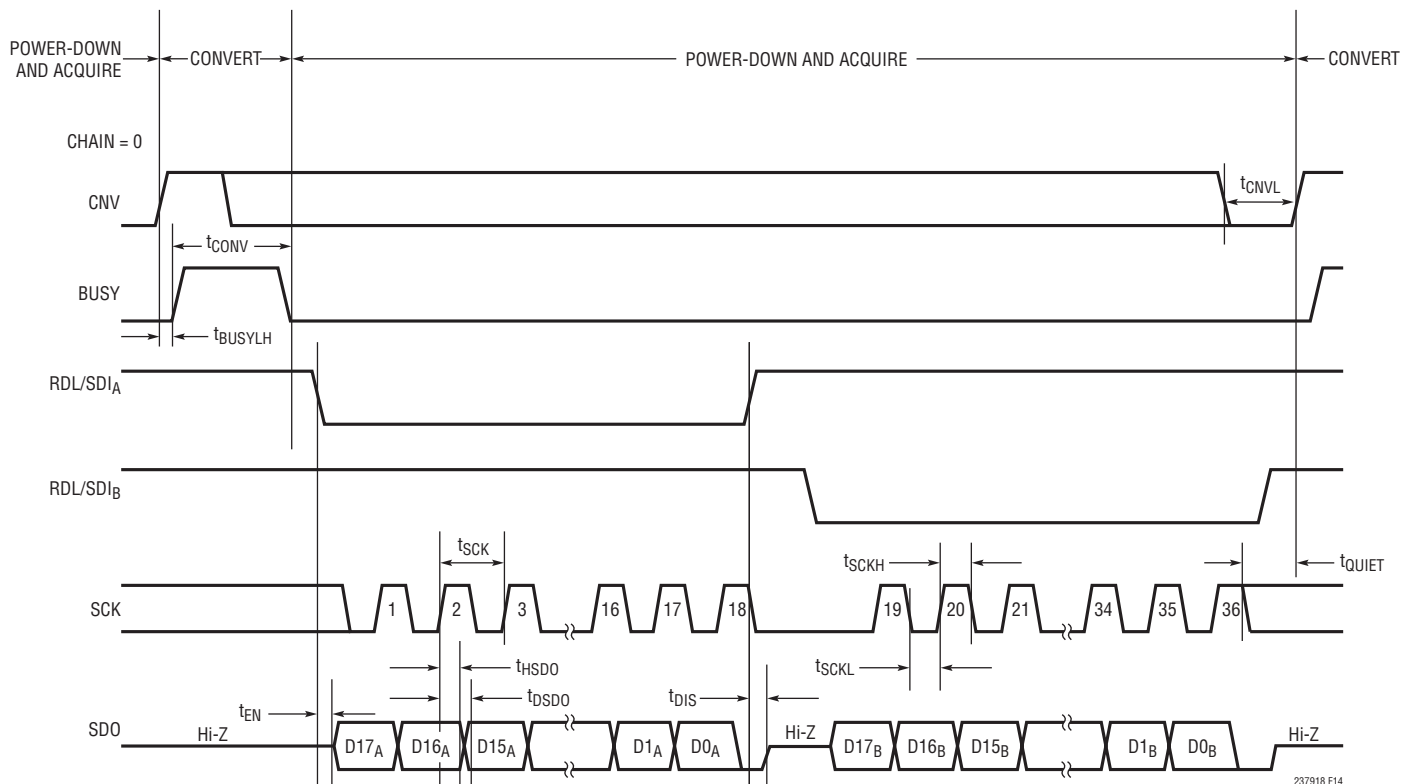 POWER-DOWN
AND ACQUIRE
CONVERT
POWER-DOWN AND ACQUIRE
CONVERT
CHAIN = 0
CNV
tCNVL
tCONV
BUSY
tBUSYLH
RDL/SDIA
RDL/SDIB
tSCK
tSCKH
tQUIET
SCK
1 2 3 16 17 18 19 20 21 34 35 36
tHSDO
tSCKL
tDSDO
tDIS
tEN
SDO
Hi-Z D17A D16A D15A D1A D0A Hi-Z D17B D16B D15B D1B D0B Hi-Z
237918 F14